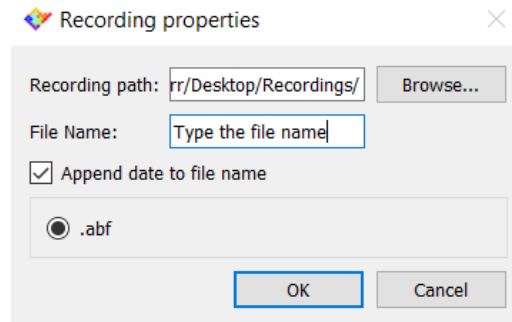 Recording properties
Recording path: rr/Desktop/Recordings/ Browse...
File Name: Type the file name
Append date to file name
.abf
OK Cancel